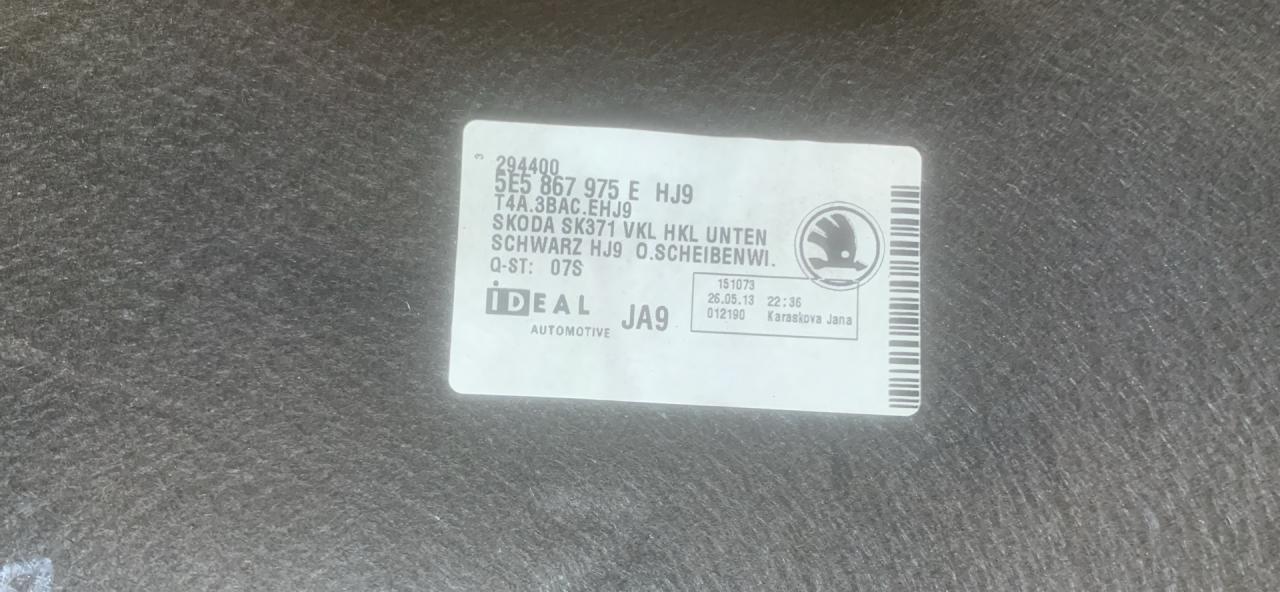 3
294400
5E5 867 975 E HJ9
T4A.3BAC.EHJ9
SKODA SK371 VKL HKL UNTEN
SCHWARZ HJ9 O.SCHEIBENWI.
Q-ST: 07S
iDEAL
AUTOMOTIVE
JA9
151073
26.05.13 22:36
012190 Karaskova Jana